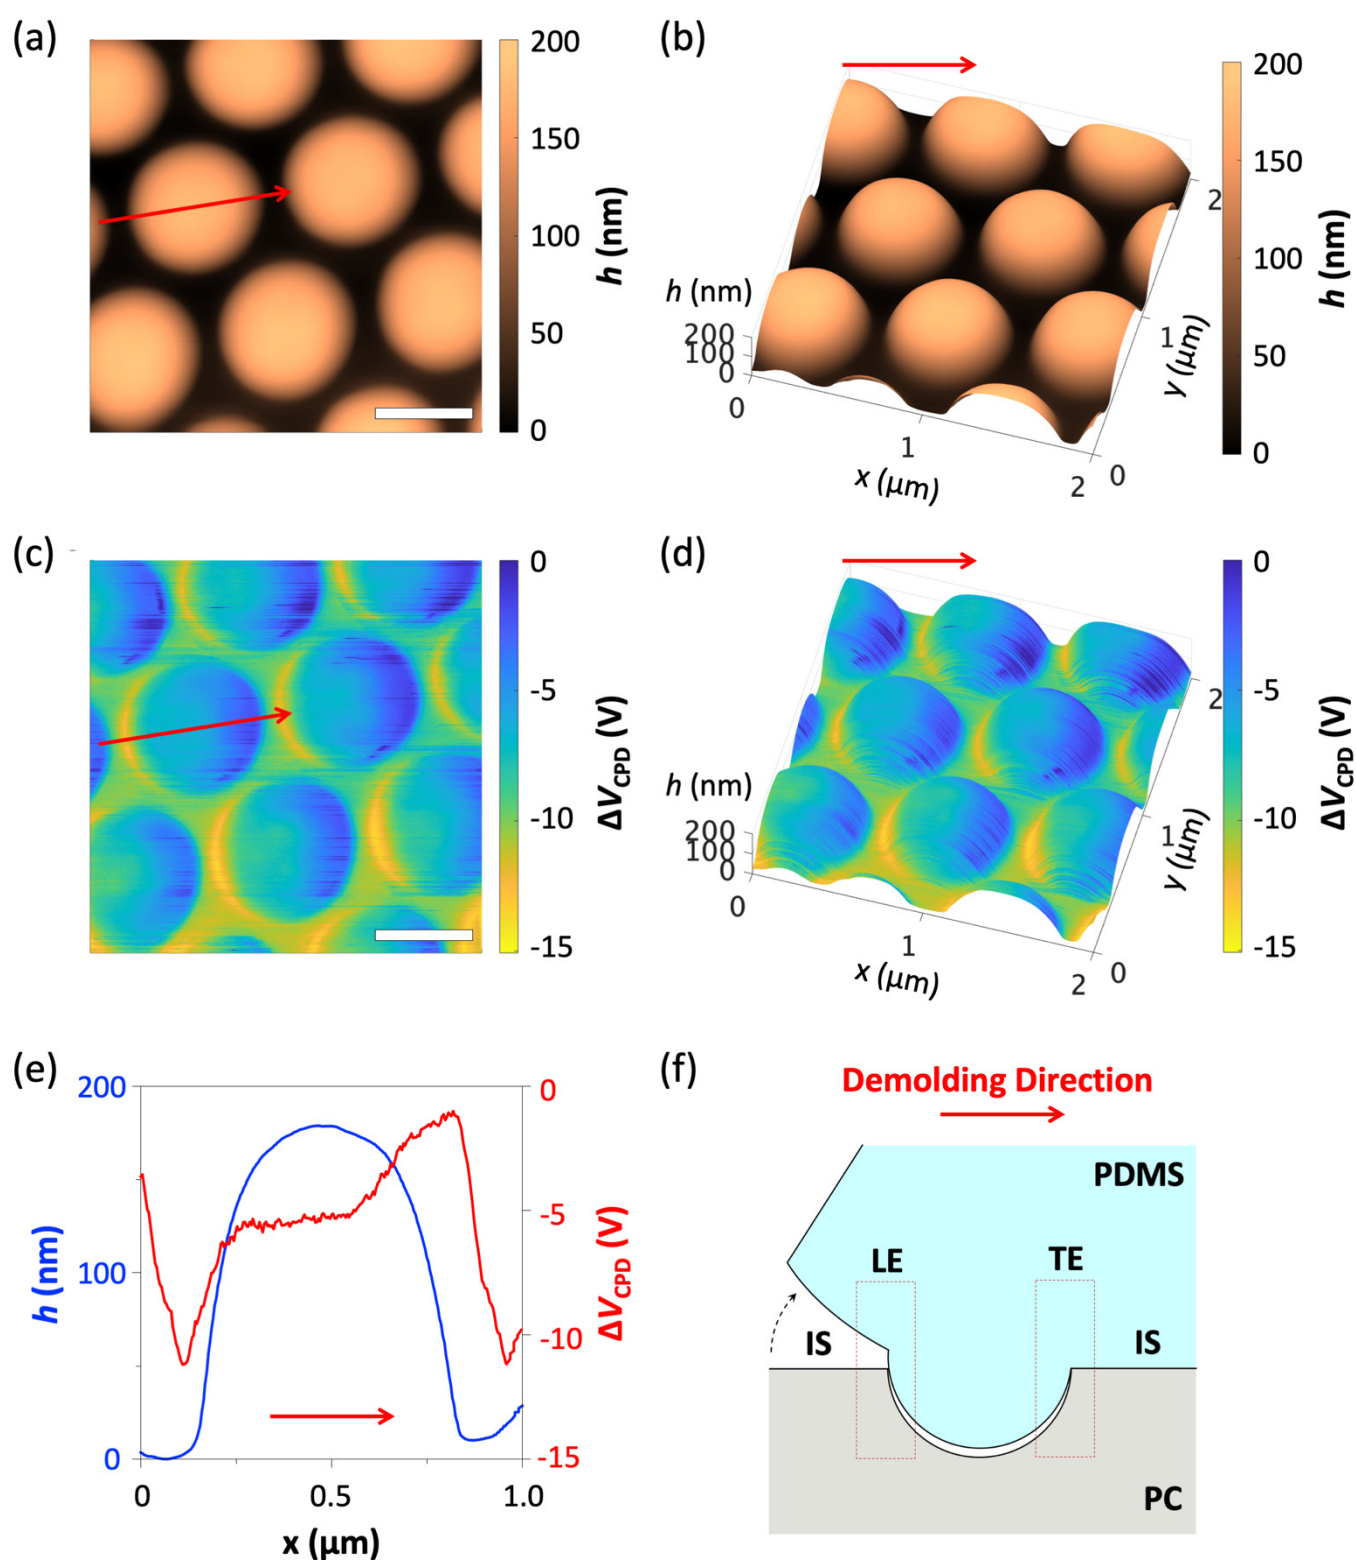 (a)
200
150
100
50
0
h (nm)
(b)
h (nm)
200
100
0
0
1
2
x (μm)
0
1
2
y (μm)
200
150
100
50
0
h (nm)
(c)
0
-5
-10
-15
ΔVCPD (V)
(d)
h (nm)
200
100
0
0
1
2
x (μm)
0
1
2
y (μm)
0
-5
-10
-15
ΔVCPD (V)
(e)
200
100
0
h (nm)
0
-5
-10
-15
ΔVCPD (V)
0
0.5
1.0
x (μm)
(f)
Demolding Direction
PDMS
LE
TE
IS
IS
PC